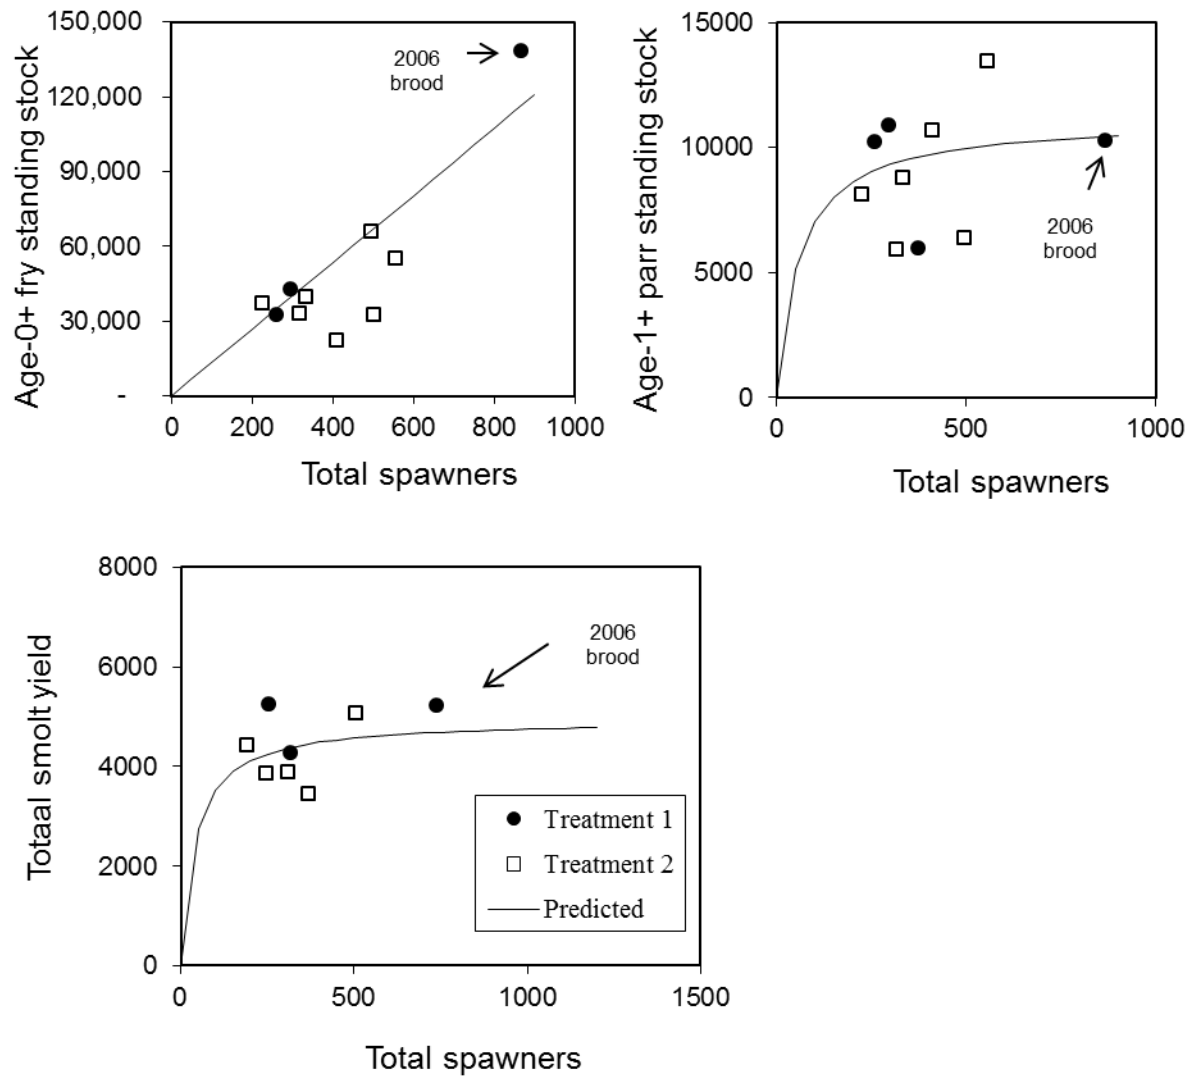 Age-0+ fry standing stock
150,000
120,000
90,000
60,000
30,000
-
0 200 400 600 800 1000
Total spawners
2006
brood
Age-1+ parr standing stock
15000
10000
5000
0
0 500 1000
Total spawners
2006
brood
Totaal smolt yield
8000
6000
4000
2000
0
0 500 1000 1500
Total spawners
2006
brood
Treatment 1
Treatment 2
Predicted